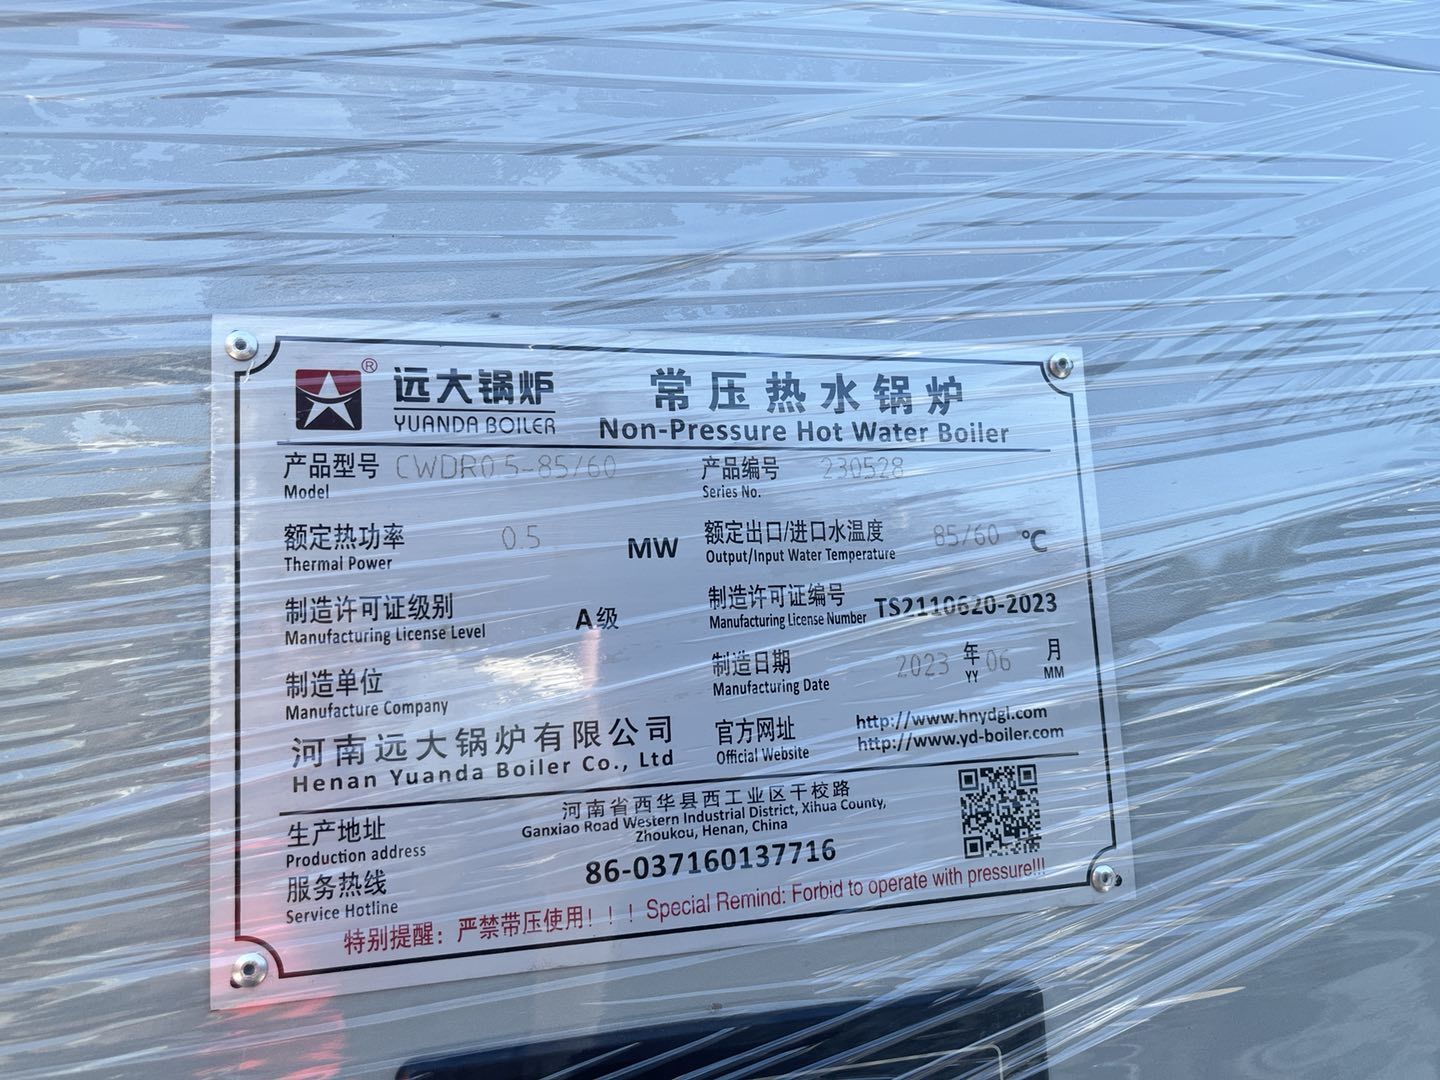 ® 远大锅炉
YUANDA BOILER
常压热水锅炉
Non-Pressure Hot Water Boiler
产品型号 CWDR0.5-85/60
Model
产品编号 230528
Series No.
额定热功率 0.5 MW
Thermal Power
额定出口/进口水温度 85/60 ℃
Output/Input Water Temperature
制造许可证级别 A级
Manufacturing License Level
制造许可证编号 TS2110620-2023
Manufacturing License Number
制造单位
Manufacture Company
河南远大锅炉有限公司
Henan Yuanda Boiler Co., Ltd
制造日期 2023 年 06 月
Manufacturing Date YY MM
官方网址 http://www.hnydgl.com
Official Website http://www.yd-boiler.com
生产地址
Production address
河南省西华县西工业区干校路
Ganxiao Road Western Industrial District, Xihua County,
Zhoukou, Henan, China
服务热线 86-037160137716
Service Hotline
特别提醒：严禁带压使用！！！ Special Remind: Forbid to operate with pressure!!!